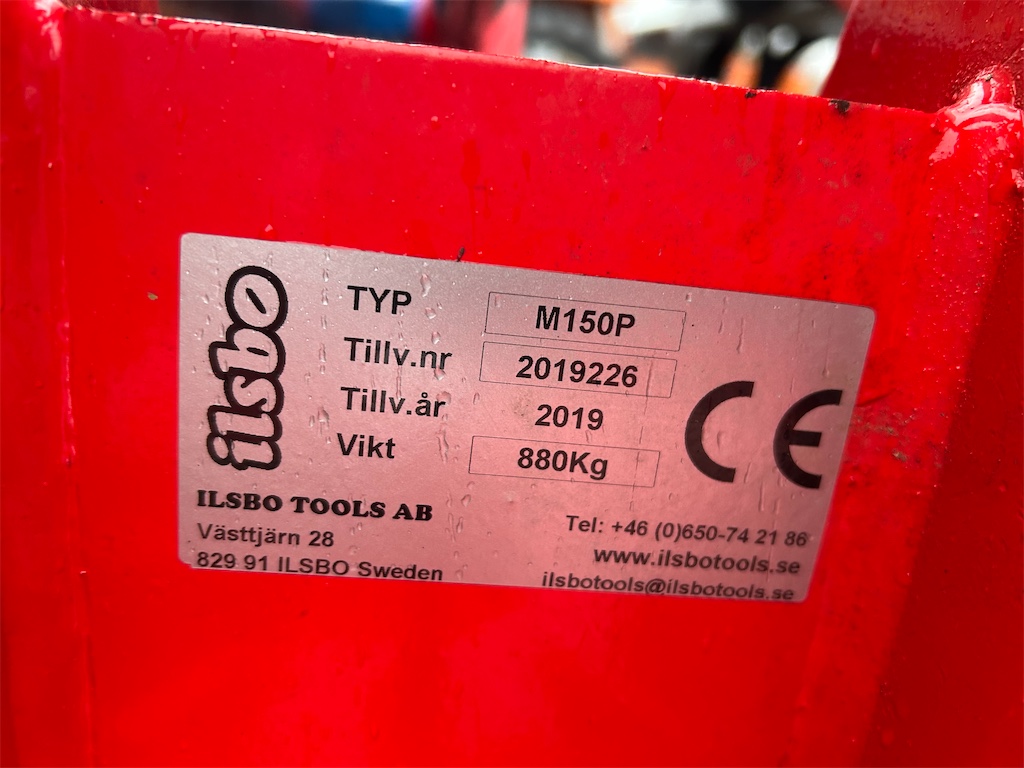 ilsbo
TYP M150P
Tillv.nr 2019226
Tillv.år 2019
Vikt 880Kg
CE
ILSBO TOOLS AB
Västtjärn 28
829 91 ILSBO Sweden
Tel: +46 (0)650-74 21 86
www.ilsbotools.se
ilsbotools@ilsbotools.se